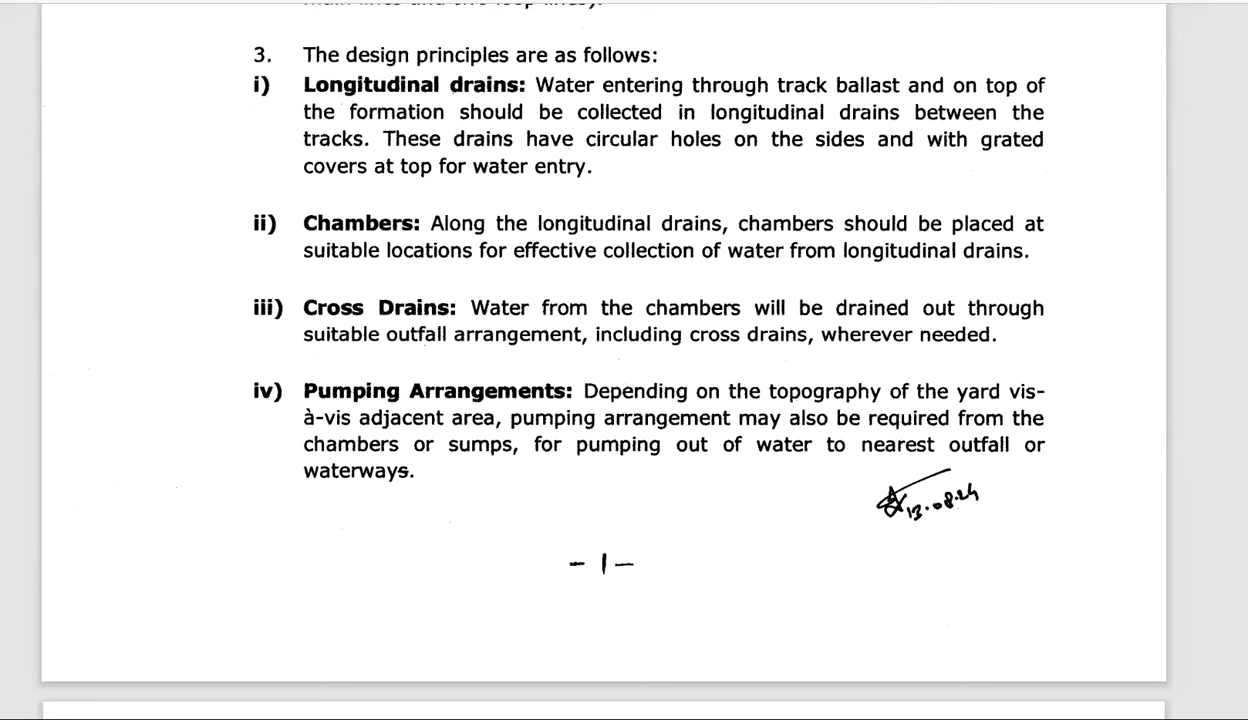 3. The design principles are as follows:
i) Longitudinal drains: Water entering through track ballast and on top of
the formation should be collected in longitudinal drains between the
tracks. These drains have circular holes on the sides and with grated
covers at top for water entry.
ii) Chambers: Along the longitudinal drains, chambers should be placed at
suitable locations for effective collection of water from longitudinal drains.
iii) Cross Drains: Water from the chambers will be drained out through
suitable outfall arrangement, including cross drains, wherever needed.
iv) Pumping Arrangements: Depending on the topography of the yard vis-
à-vis adjacent area, pumping arrangement may also be required from the
chambers or sumps, for pumping out of water to nearest outfall or
waterways.
13.08.24
- 1 -